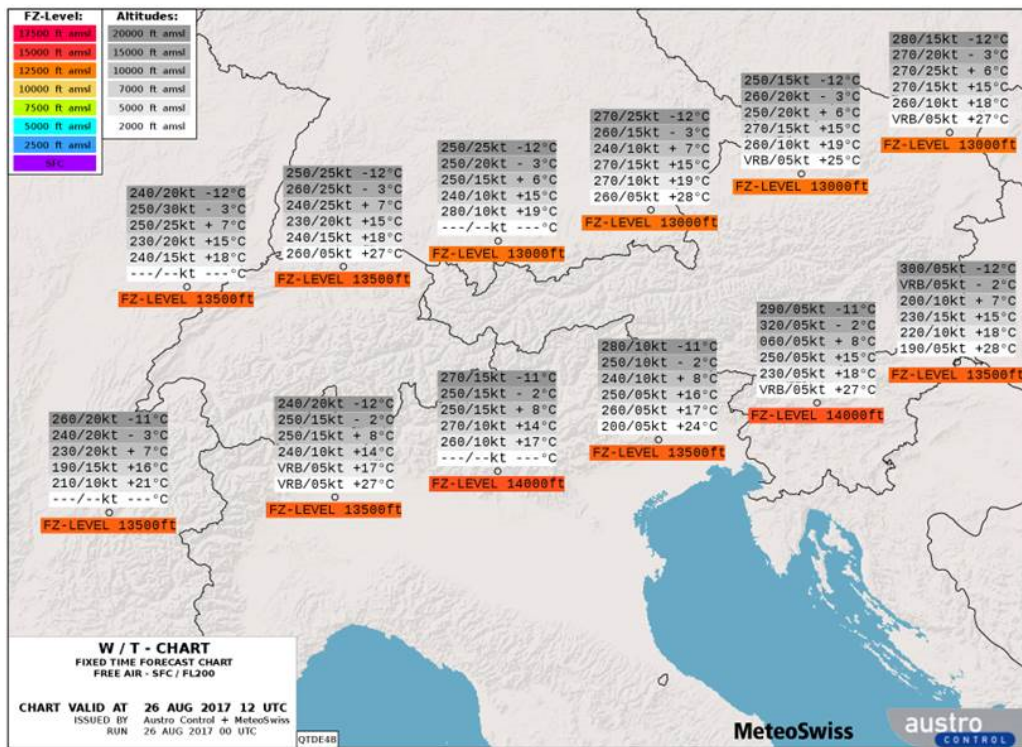 FZ-Level:
17500 ft amsl
15000 ft amsl
12500 ft amsl
10000 ft amsl
7500 ft amsl
5000 ft amsl
2500 ft amsl
SFC
Altitudes:
20000 ft amsl
15000 ft amsl
10000 ft amsl
7000 ft amsl
5000 ft amsl
2000 ft amsl
280/15kt -12°C
270/20kt - 3°C
270/25kt + 6°C
270/15kt +15°C
260/10kt +18°C
VRB/05kt +27°C
FZ-LEVEL 13000ft
250/15kt -12°C
260/20kt - 3°C
250/20kt + 6°C
270/15kt +15°C
260/10kt +19°C
VRB/05kt +25°C
FZ-LEVEL 13000ft
270/25kt -12°C
260/15kt - 3°C
240/10kt + 7°C
270/15kt +15°C
270/10kt +19°C
260/05kt +28°C
FZ-LEVEL 13000ft
250/25kt -12°C
250/20kt - 3°C
250/15kt + 6°C
240/10kt +15°C
280/10kt +19°C
---/--kt ---°C
FZ-LEVEL 13000ft
250/25kt -12°C
260/25kt - 3°C
240/25kt + 7°C
230/20kt +15°C
240/15kt +18°C
260/05kt +27°C
FZ-LEVEL 13500ft
240/20kt -12°C
250/30kt - 3°C
250/25kt + 7°C
230/20kt +15°C
240/15kt +18°C
---/--kt ---°C
FZ-LEVEL 13500ft
300/05kt -12°C
VRB/05kt - 2°C
200/10kt + 7°C
230/15kt +15°C
220/10kt +18°C
190/05kt +28°C
FZ-LEVEL 13500ft
290/05kt -11°C
320/05kt - 2°C
060/05kt + 8°C
250/05kt +15°C
230/05kt +18°C
VRB/05kt +27°C
FZ-LEVEL 14000ft
280/10kt -11°C
250/10kt - 2°C
240/10kt + 8°C
250/05kt +16°C
260/05kt +17°C
200/05kt +24°C
FZ-LEVEL 13500ft
270/15kt -11°C
250/15kt - 2°C
250/15kt + 8°C
270/10kt +14°C
260/10kt +17°C
---/--kt ---°C
FZ-LEVEL 14000ft
240/20kt -12°C
250/15kt - 2°C
250/15kt + 8°C
240/10kt +14°C
VRB/05kt +17°C
VRB/05kt +27°C
FZ-LEVEL 13500ft
260/20kt -11°C
240/20kt - 3°C
230/20kt + 7°C
190/15kt +16°C
210/10kt +21°C
---/--kt ---°C
FZ-LEVEL 13500ft
W / T - CHART
FIXED TIME FORECAST CHART
FREE AIR - SFC / FL200
CHART VALID AT 26 AUG 2017 12 UTC
ISSUED BY Austro Control + MeteoSwiss
RUN 26 AUG 2017 00 UTC
QTDE48
MeteoSwiss
austro
CONTROL